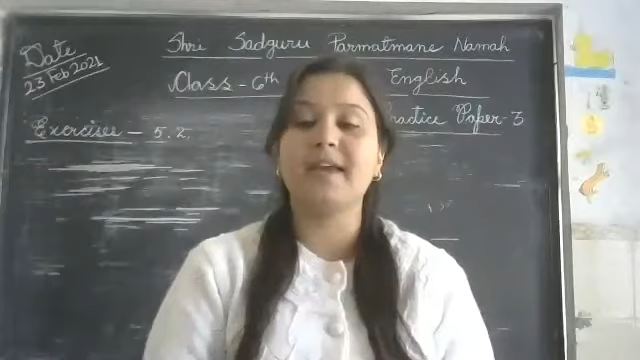 Shri Sadguru Parmatmane Namah
Date
23 Feb 2021
Class - 6th English
Practice Paper - 3
Exercises - 5.2.